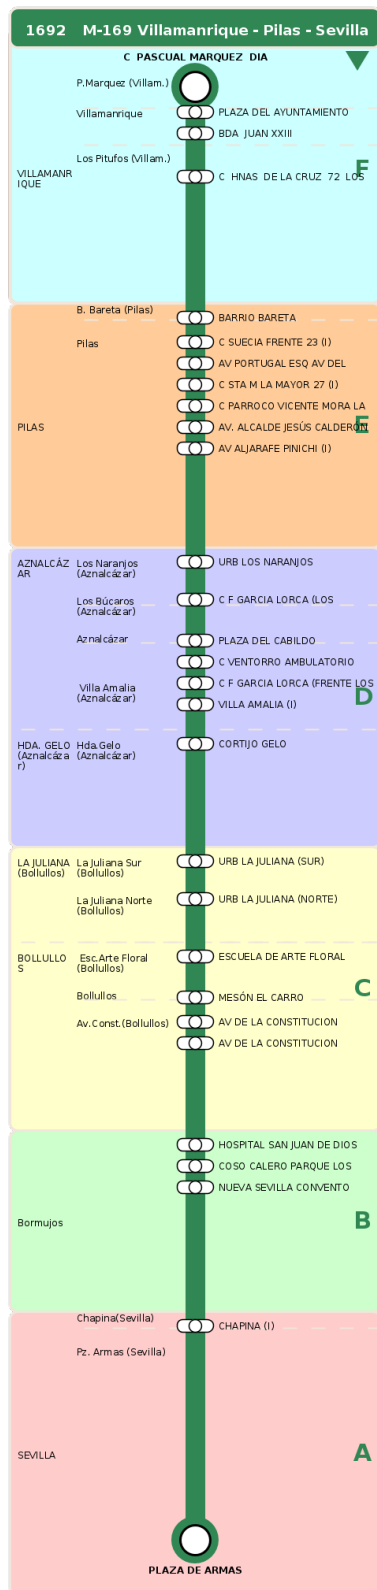 1692 M-169 Villamanrique - Pilas - Sevilla
C PASCUAL MARQUEZ DIA
P.Marquez (Villam.)
Villamanrique
PLAZA DEL AYUNTAMIENTO
BDA JUAN XXIII
Los Pitufos (Villam.)
VILLAMANR
IQUE
C HNAS DE LA CRUZ 72 LOS
F
B. Bareta (Pilas)
BARRIO BARETA
Pilas
C SUECIA FRENTE 23 (I)
AV PORTUGAL ESQ AV DEL
C STA M LA MAYOR 27 (I)
C PARROCO VICENTE MORA LA
PILAS
AV. ALCALDE JESÚS CALDERÓN
E
AV ALJARAFE PINICHI (I)
AZNALCÁZ
AR
Los Naranjos
(Aznalcázar)
URB LOS NARANJOS
Los Búcaros
(Aznalcázar)
C F GARCIA LORCA (LOS
Aznalcázar
PLAZA DEL CABILDO
C VENTORRO AMBULATORIO
Villa Amalia
(Aznalcázar)
C F GARCIA LORCA (FRENTE LOS
D
VILLA AMALIA (I)
HDA. GELO
(Aznalcáza
r)
Hda.Gelo
(Aznalcázar)
CORTIJO GELO
LA JULIANA
(Bollullos)
La Juliana Sur
(Bollullos)
URB LA JULIANA (SUR)
La Juliana Norte
(Bollullos)
URB LA JULIANA (NORTE)
BOLLULLO
S
Esc.Arte Floral
(Bollullos)
ESCUELA DE ARTE FLORAL
C
Bollullos
MESÓN EL CARRO
Av.Const.(Bollullos)
AV DE LA CONSTITUCION
AV DE LA CONSTITUCION
HOSPITAL SAN JUAN DE DIOS
COSO CALERO PARQUE LOS
NUEVA SEVILLA CONVENTO
Bormujos
B
Chapina(Sevilla)
CHAPINA (I)
Pz. Armas (Sevilla)
SEVILLA
A
PLAZA DE ARMAS